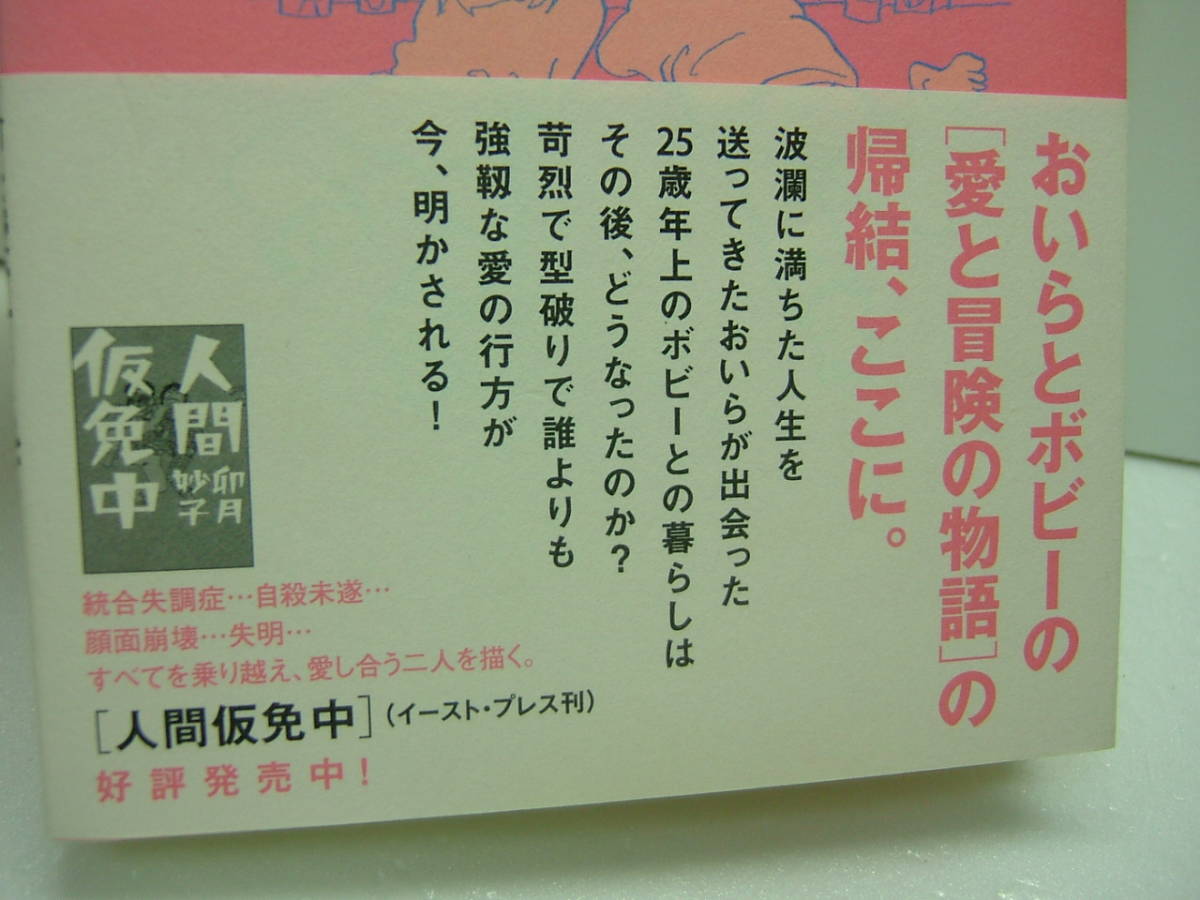 おいらとボビーの
[愛と冒険の物語]の
帰結、ここに。
波瀾に満ちた人生を
送ってきたおいらが出会った
25歳年上のボビーとの暮らしは
その後、どうなったのか?
苛烈で型破りで誰よりも
強靱な愛の行方が
今、明かされる!
人間
仮免中
卯月
妙子
統合失調症…自殺未遂…
顔面崩壊…失明…
すべてを乗り越え、愛し合う二人を描く。
[人間仮免中](イースト・プレス刊)
好評発売中!